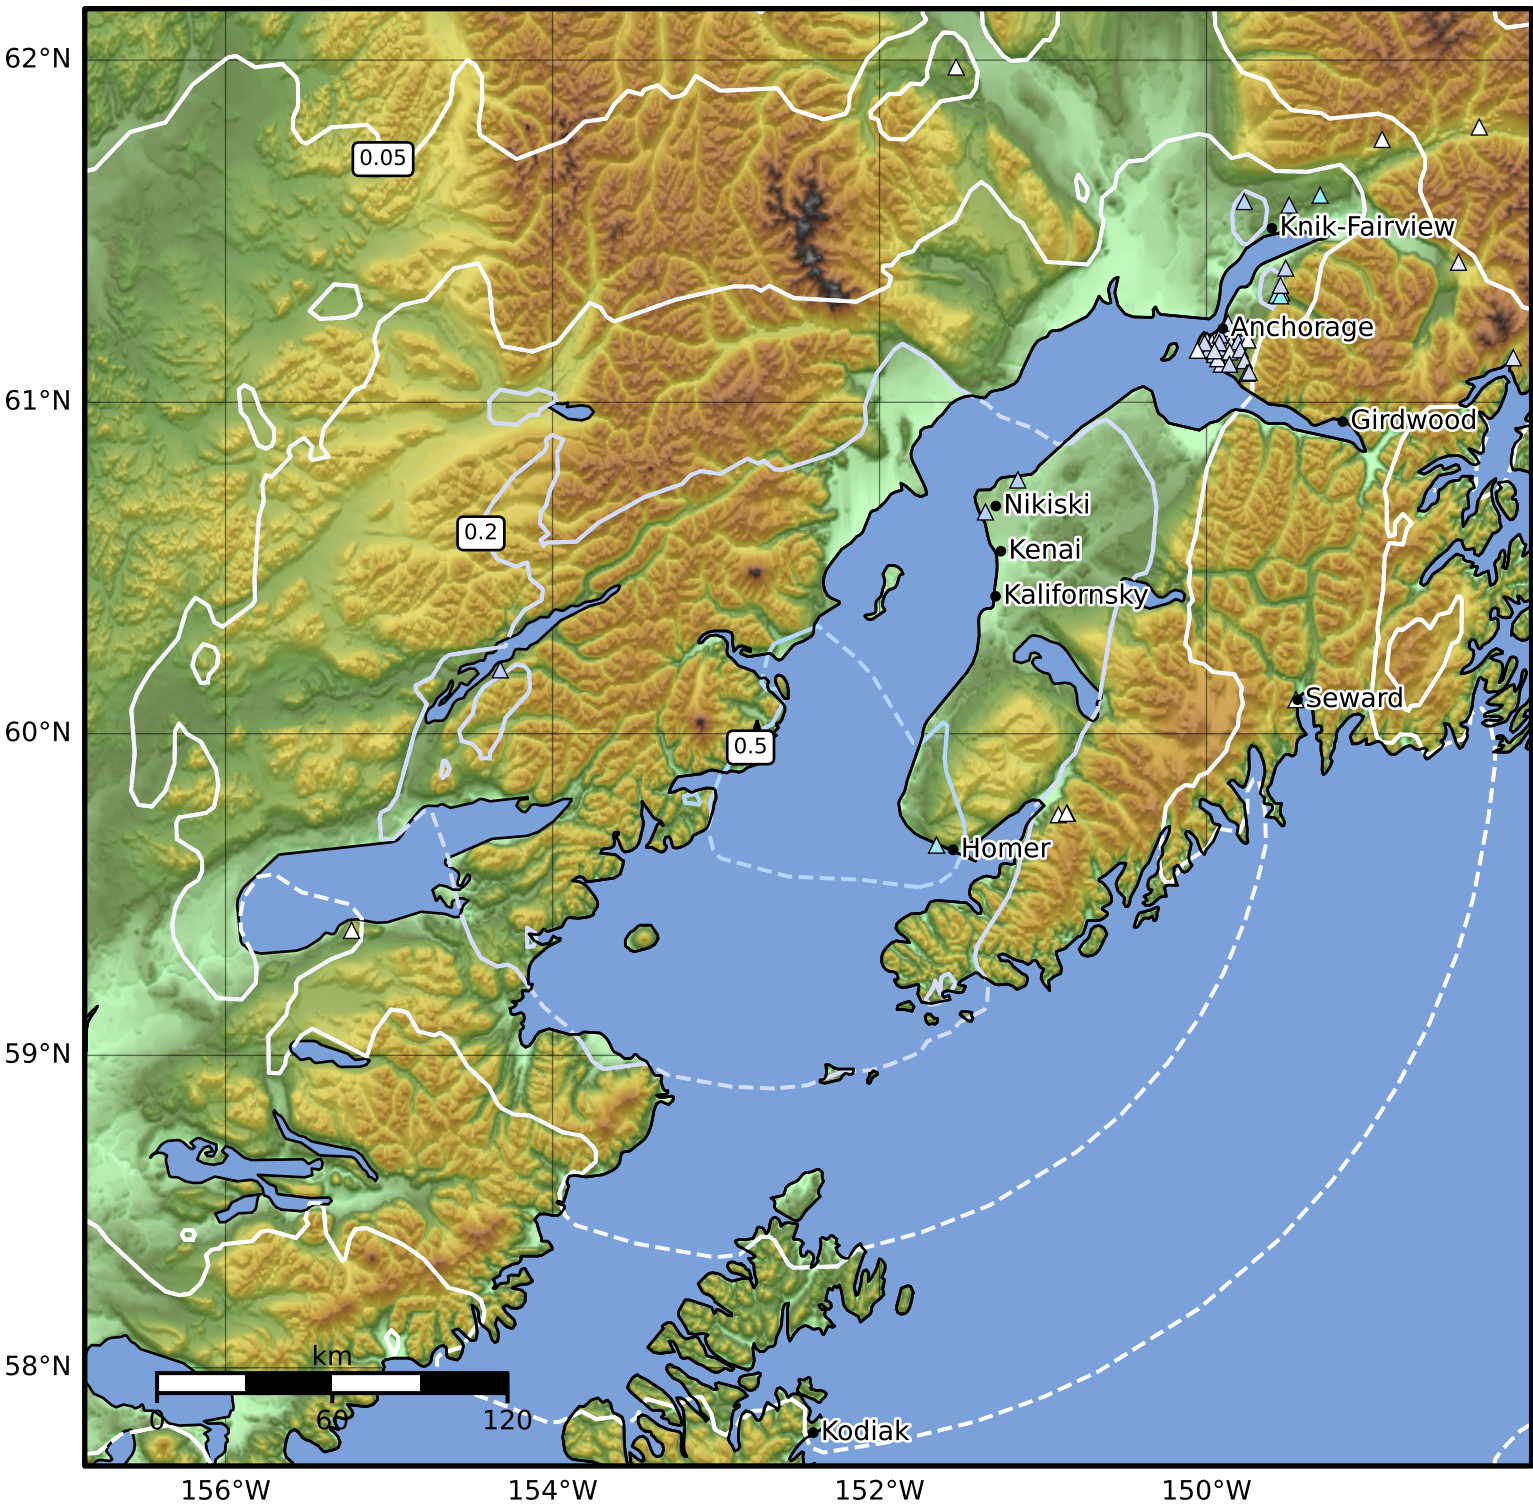 62°N
0.05
Knik-Fairview
Anchorage
61°N
Girdwood
Nikiski
0.2
Kenai
Kalifornsky
Seward
60°N
0.5
Homer
59°N
km
58°N
0 60 120
Kodiak
156°W 154°W 152°W 150°W